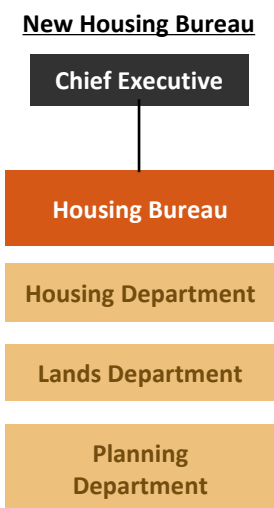 New Housing Bureau
Chief Executive
Housing Bureau
Housing Department
Lands Department
Planning
Department